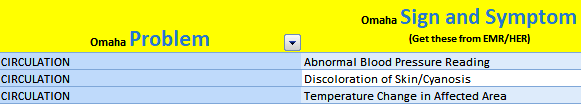 Omaha Problem
Omaha Sign and Symptom
(Get these from EMR/HER)
CIRCULATION Abnormal Blood Pressure Reading
CIRCULATION Discoloration of Skin/Cyanosis
CIRCULATION Temperature Change in Affected Area